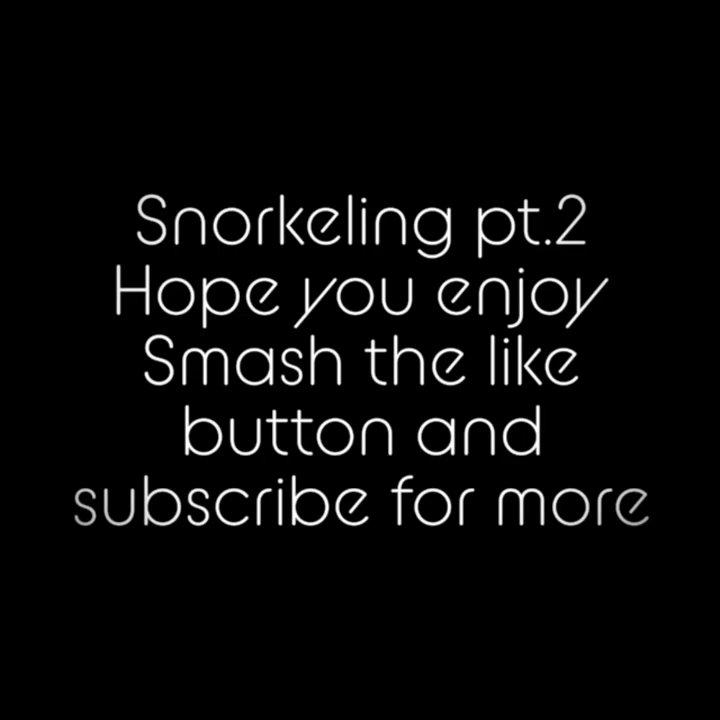 Snorkeling pt.2
Hope you enjoy
Smash the like
button and
subscribe for more